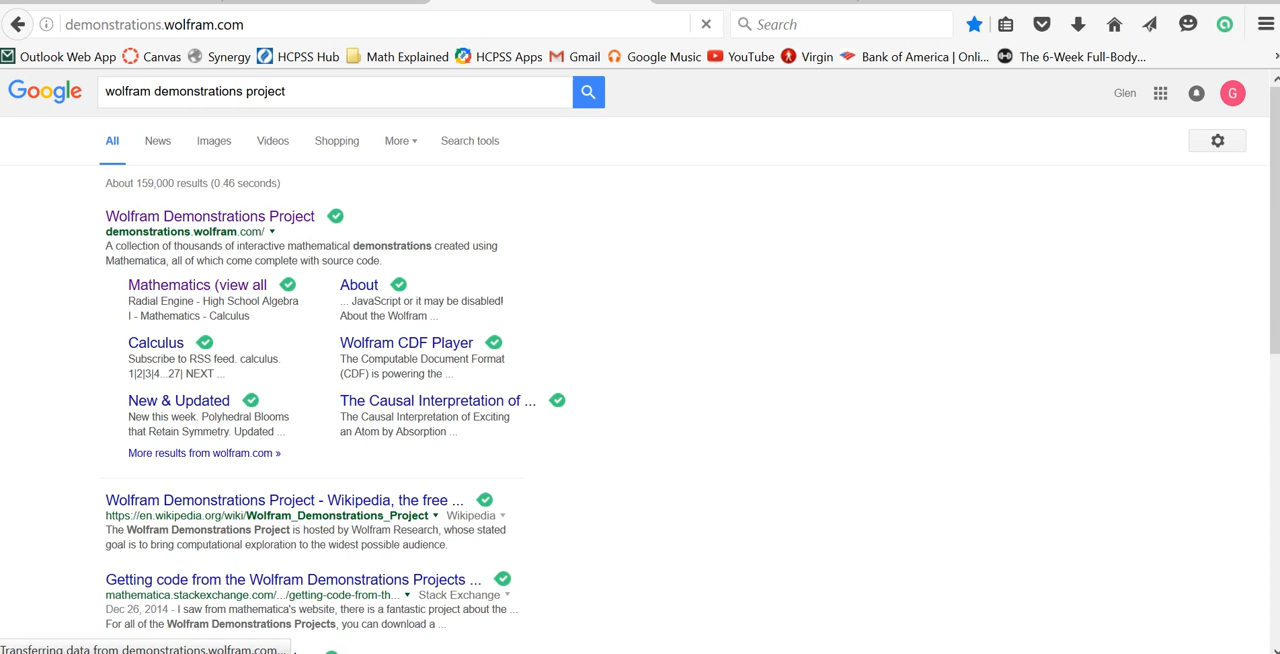 demonstrations.wolfram.com
Search
Outlook Web App Canvas Synergy HCPSS Hub Math Explained HCPSS Apps Gmail Google Music YouTube Virgin Bank of America | Onli... The 6-Week Full-Body...
Google wolfram demonstrations project Glen G
All News Images Videos Shopping More Search tools
About 159,000 results (0.46 seconds)
Wolfram Demonstrations Project
demonstrations.wolfram.com/
A collection of thousands of interactive mathematical demonstrations created using
Mathematica, all of which come complete with source code.
Mathematics (view all
Radial Engine - High School Algebra
I - Mathematics - Calculus
About
... JavaScript or it may be disabled!
About the Wolfram ...
Calculus
Subscribe to RSS feed. calculus.
1|2|3|4...27| NEXT ...
Wolfram CDF Player
The Computable Document Format
(CDF) is powering the ...
New & Updated
New this week. Polyhedral Blooms
that Retain Symmetry. Updated ...
The Causal Interpretation of ...
The Causal Interpretation of Exciting
an Atom by Absorption ...
More results from wolfram.com »
Wolfram Demonstrations Project - Wikipedia, the free ...
https://en.wikipedia.org/wiki/Wolfram_Demonstrations_Project Wikipedia
The Wolfram Demonstrations Project is hosted by Wolfram Research, whose stated
goal is to bring computational exploration to the widest possible audience.
Getting code from the Wolfram Demonstrations Projects ...
mathematica.stackexchange.com/.../getting-code-from-th... Stack Exchange
Dec 26, 2014 - I saw from mathematica's website, there is a fantastic project about the ...
For all of the Wolfram Demonstrations Projects, you can download a ...
Transferring data from demonstrations.wolfram.com...